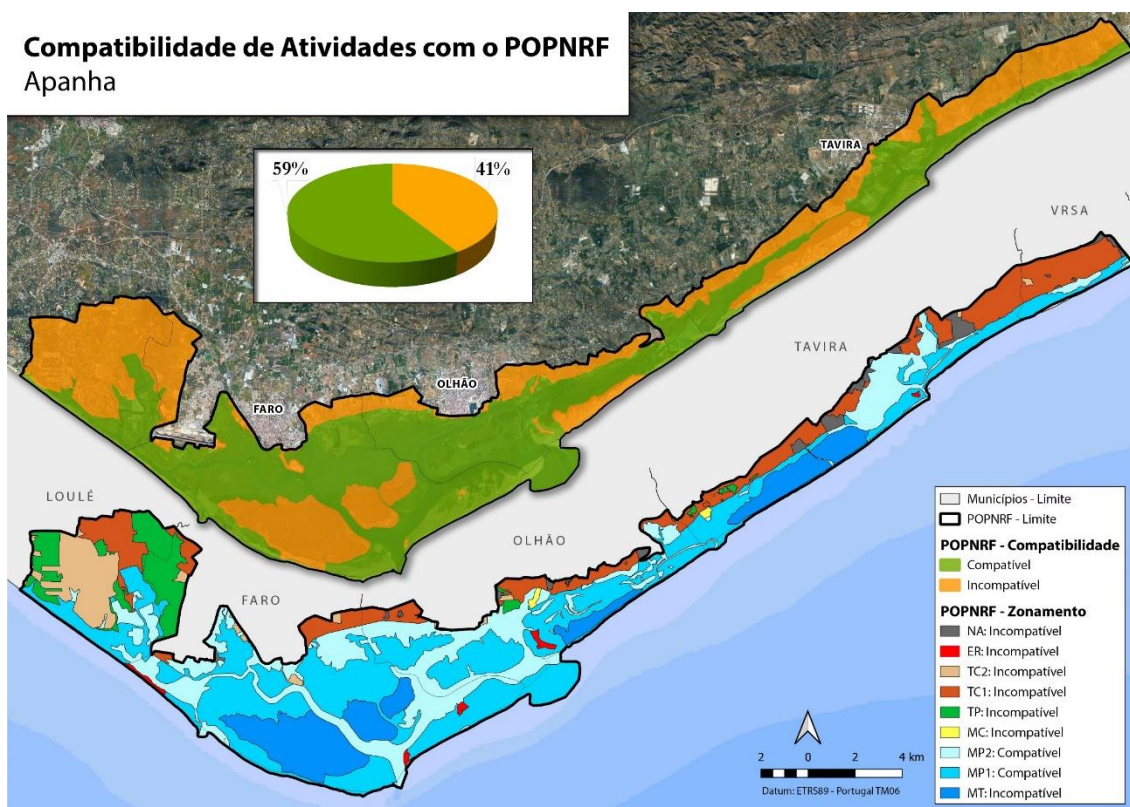 Compatibilidade de Atividades com o POPNRF
Apanha
59%
41%
TAVIRA
VRSA
OLHÃO
FARO
TAVIRA
LOULÉ
OLHÃO
FARO
Municípios - Limite
POPNRF - Limite
POPNRF - Compatibilidade
Compatível
Incompatível
POPNRF - Zonamento
NA: Incompatível
ER: Incompatível
TC2: Incompatível
TC1: Incompatível
TP: Incompatível
MC: Incompatível
MP2: Compatível
MP1: Compatível
MT: Incompatível
2 0 2 4 km
Datum: ETRS89 - Portugal TM06